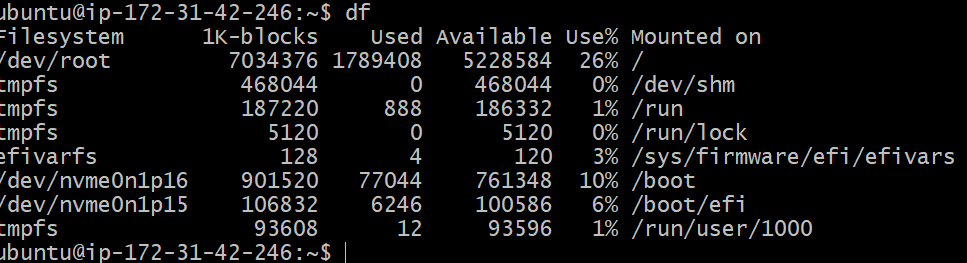 ubuntu@ip-172-31-42-246:~$ df
Filesystem      1K-blocks    Used Available Use% Mounted on
/dev/root         7034376 1789408   5228584  26% /
tmpfs              468044       0    468044   0% /dev/shm
tmpfs              187220     888    186332   1% /run
tmpfs                5120       0      5120   0% /run/lock
efivarfs              128       4       120   3% /sys/firmware/efi/efivars
/dev/nvme0n1p16    901520   77044    761348  10% /boot
/dev/nvme0n1p15    106832    6246    100586   6% /boot/efi
tmpfs               93608      12     93596   1% /run/user/1000
ubuntu@ip-172-31-42-246:~$